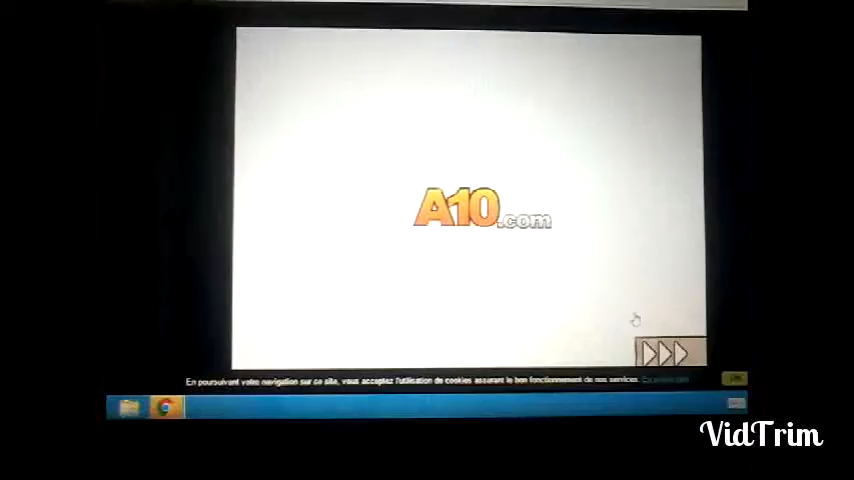 A10.com
En poursuivant votre navigation sur ce site, vous acceptez l'utilisation de cookies assurant le bon fonctionnement de nos services.
VidTrim